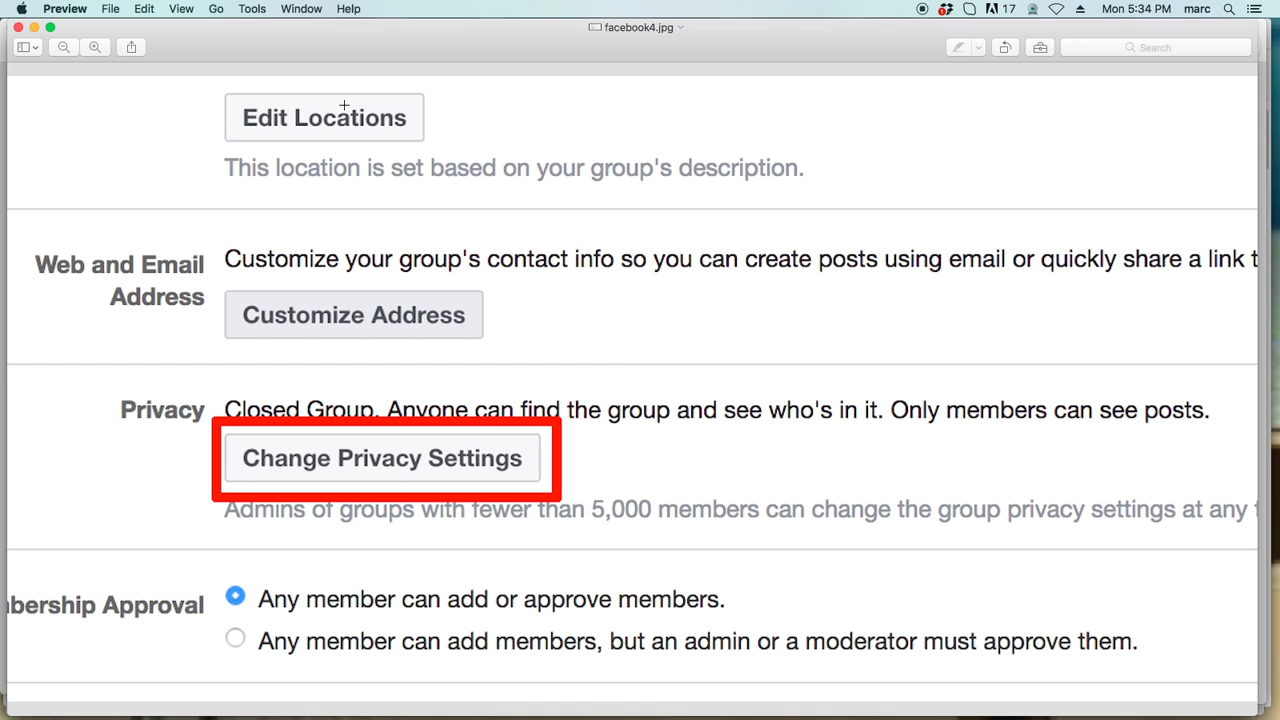 Preview File Edit View Go Tools Window Help 17 Mon 5:34 PM marc
facebook4.jpg
Search
Edit Locations
This location is set based on your group's description.
Web and Email Address
Customize your group's contact info so you can create posts using email or quickly share a link t
Customize Address
Privacy
Closed Group. Anyone can find the group and see who's in it. Only members can see posts.
Change Privacy Settings
Admins of groups with fewer than 5,000 members can change the group privacy settings at any t
bership Approval
Any member can add or approve members.
Any member can add members, but an admin or a moderator must approve them.